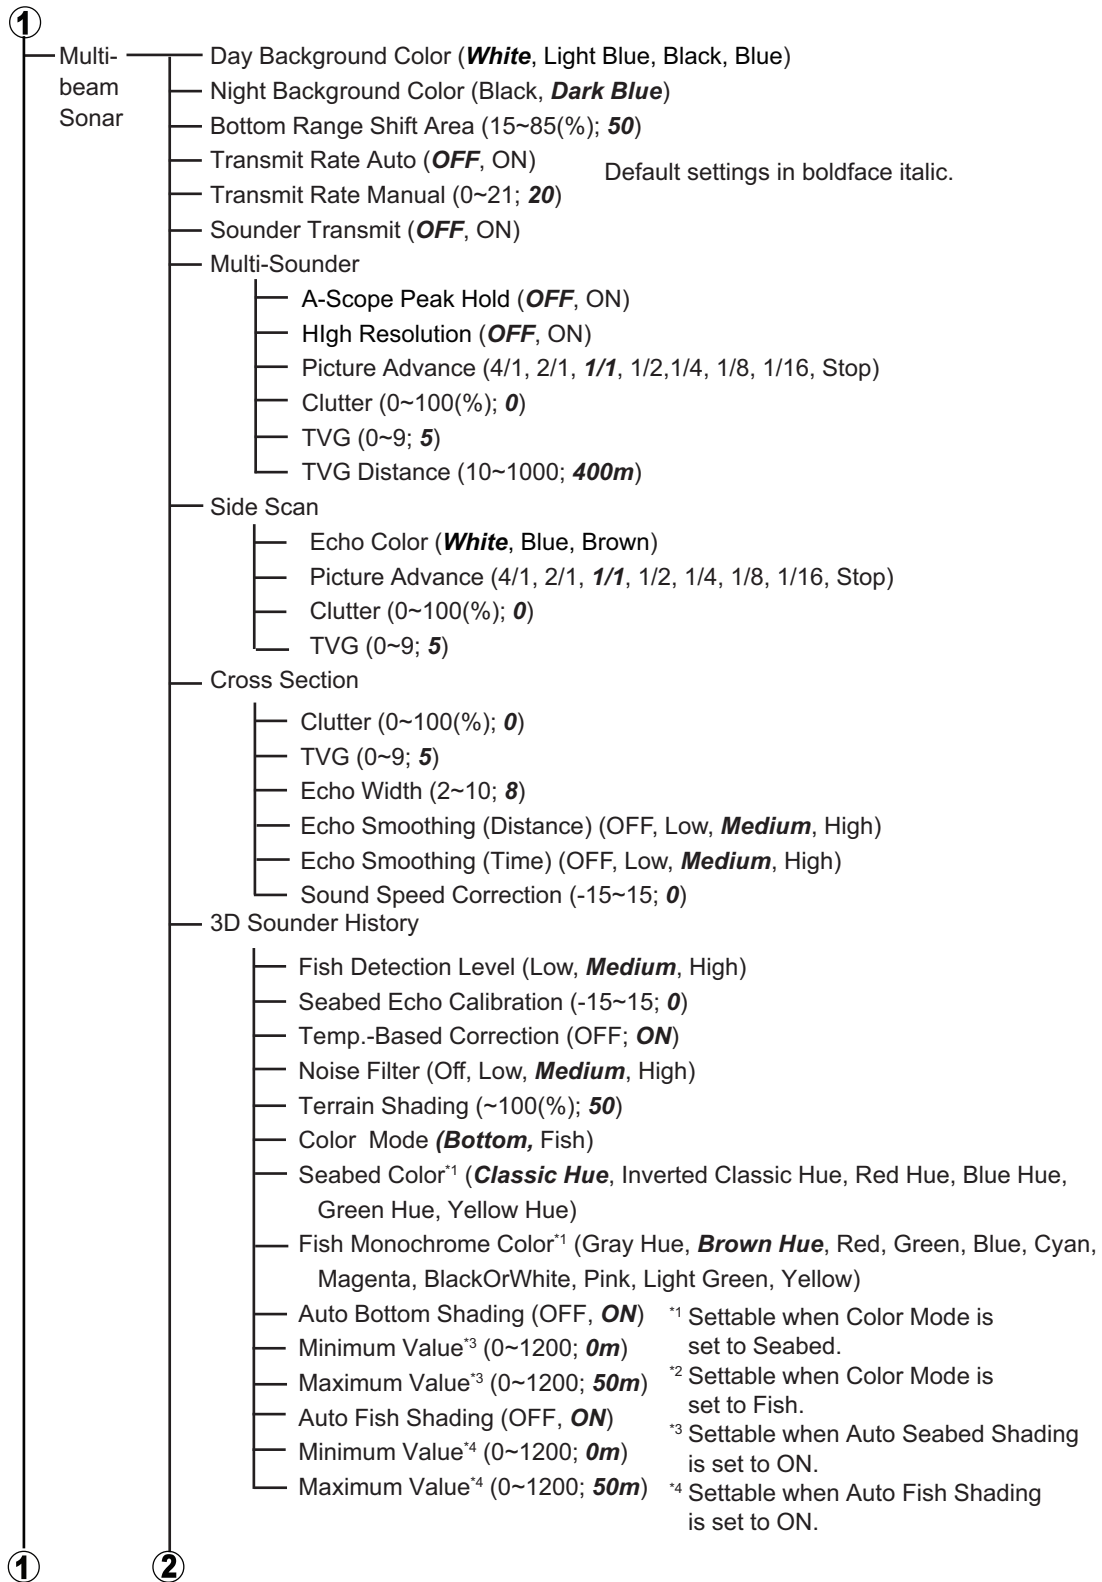 1
Multi-beam Sonar
Day Background Color (White, Light Blue, Black, Blue)
Night Background Color (Black, Dark Blue)
Bottom Range Shift Area (15~85(%); 50)
Transmit Rate Auto (OFF, ON)
Default settings in boldface italic.
Transmit Rate Manual (0~21; 20)
Sounder Transmit (OFF, ON)
Multi-Sounder
A-Scope Peak Hold (OFF, ON)
HIgh Resolution (OFF, ON)
Picture Advance (4/1, 2/1, 1/1, 1/2,1/4, 1/8, 1/16, Stop)
Clutter (0~100(%); 0)
TVG (0~9; 5)
TVG Distance (10~1000; 400m)
Side Scan
Echo Color (White, Blue, Brown)
Picture Advance (4/1, 2/1, 1/1, 1/2, 1/4, 1/8, 1/16, Stop)
Clutter (0~100(%); 0)
TVG (0~9; 5)
Cross Section
Clutter (0~100(%); 0)
TVG (0~9; 5)
Echo Width (2~10; 8)
Echo Smoothing (Distance) (OFF, Low, Medium, High)
Echo Smoothing (Time) (OFF, Low, Medium, High)
Sound Speed Correction (-15~15; 0)
3D Sounder History
Fish Detection Level (Low, Medium, High)
Seabed Echo Calibration (-15~15; 0)
Temp.-Based Correction (OFF; ON)
Noise Filter (Off, Low, Medium, High)
Terrain Shading (~100(%); 50)
Color Mode (Bottom, Fish)
Seabed Color*1 (Classic Hue, Inverted Classic Hue, Red Hue, Blue Hue,
Green Hue, Yellow Hue)
Fish Monochrome Color*1 (Gray Hue, Brown Hue, Red, Green, Blue, Cyan,
Magenta, BlackOrWhite, Pink, Light Green, Yellow)
Auto Bottom Shading (OFF, ON)
Minimum Value*3 (0~1200; 0m)
Maximum Value*3 (0~1200; 50m)
Auto Fish Shading (OFF, ON)
Minimum Value*4 (0~1200; 0m)
Maximum Value*4 (0~1200; 50m)
*1 Settable when Color Mode is
set to Seabed.
*2 Settable when Color Mode is
set to Fish.
*3 Settable when Auto Seabed Shading
is set to ON.
*4 Settable when Auto Fish Shading
is set to ON.
1
2